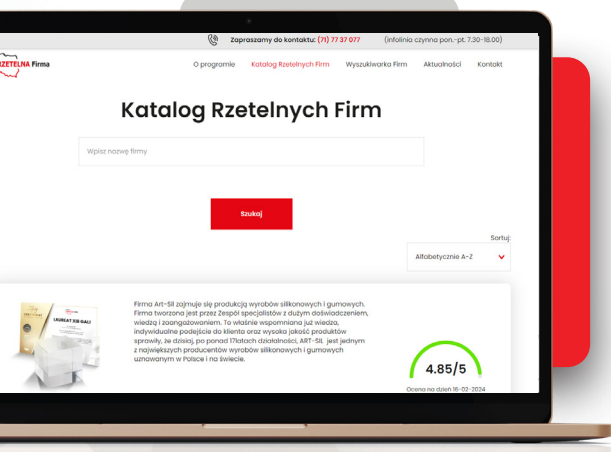 Zapraszamy do kontaktu: (71) 77 37 077 (infolinia czynna pon.-pt. 7.30-18.00)
RZETELNA Firma
O programie Katalog Rzetelnych Firm Wyszukiwarka Firm Aktualności Kontakt
Katalog Rzetelnych Firm
Wpisz nazwę firmy
Szukaj
Sortuj:
Alfabetycznie A-Z
Firma Art-Sil zajmuje się produkcją wyrobów silikonowych i gumowych.
Firma tworzona jest przez Zespół specjalistów z dużym doświadczeniem,
wiedzą i zaangażowaniem. To właśnie wspomniana już wiedza,
indywidualne podejście do klienta oraz wysoka jakość produktów
sprawiły, że dzisiaj, po ponad 17latach działalności, ART-SIL jest jednym
z największych producentów wyrobów silikonowych i gumowych
uznawanym w Polsce i na świecie.
LAUREAT XIII GALI
4.85/5
Ocena na dzień 16-02-2024